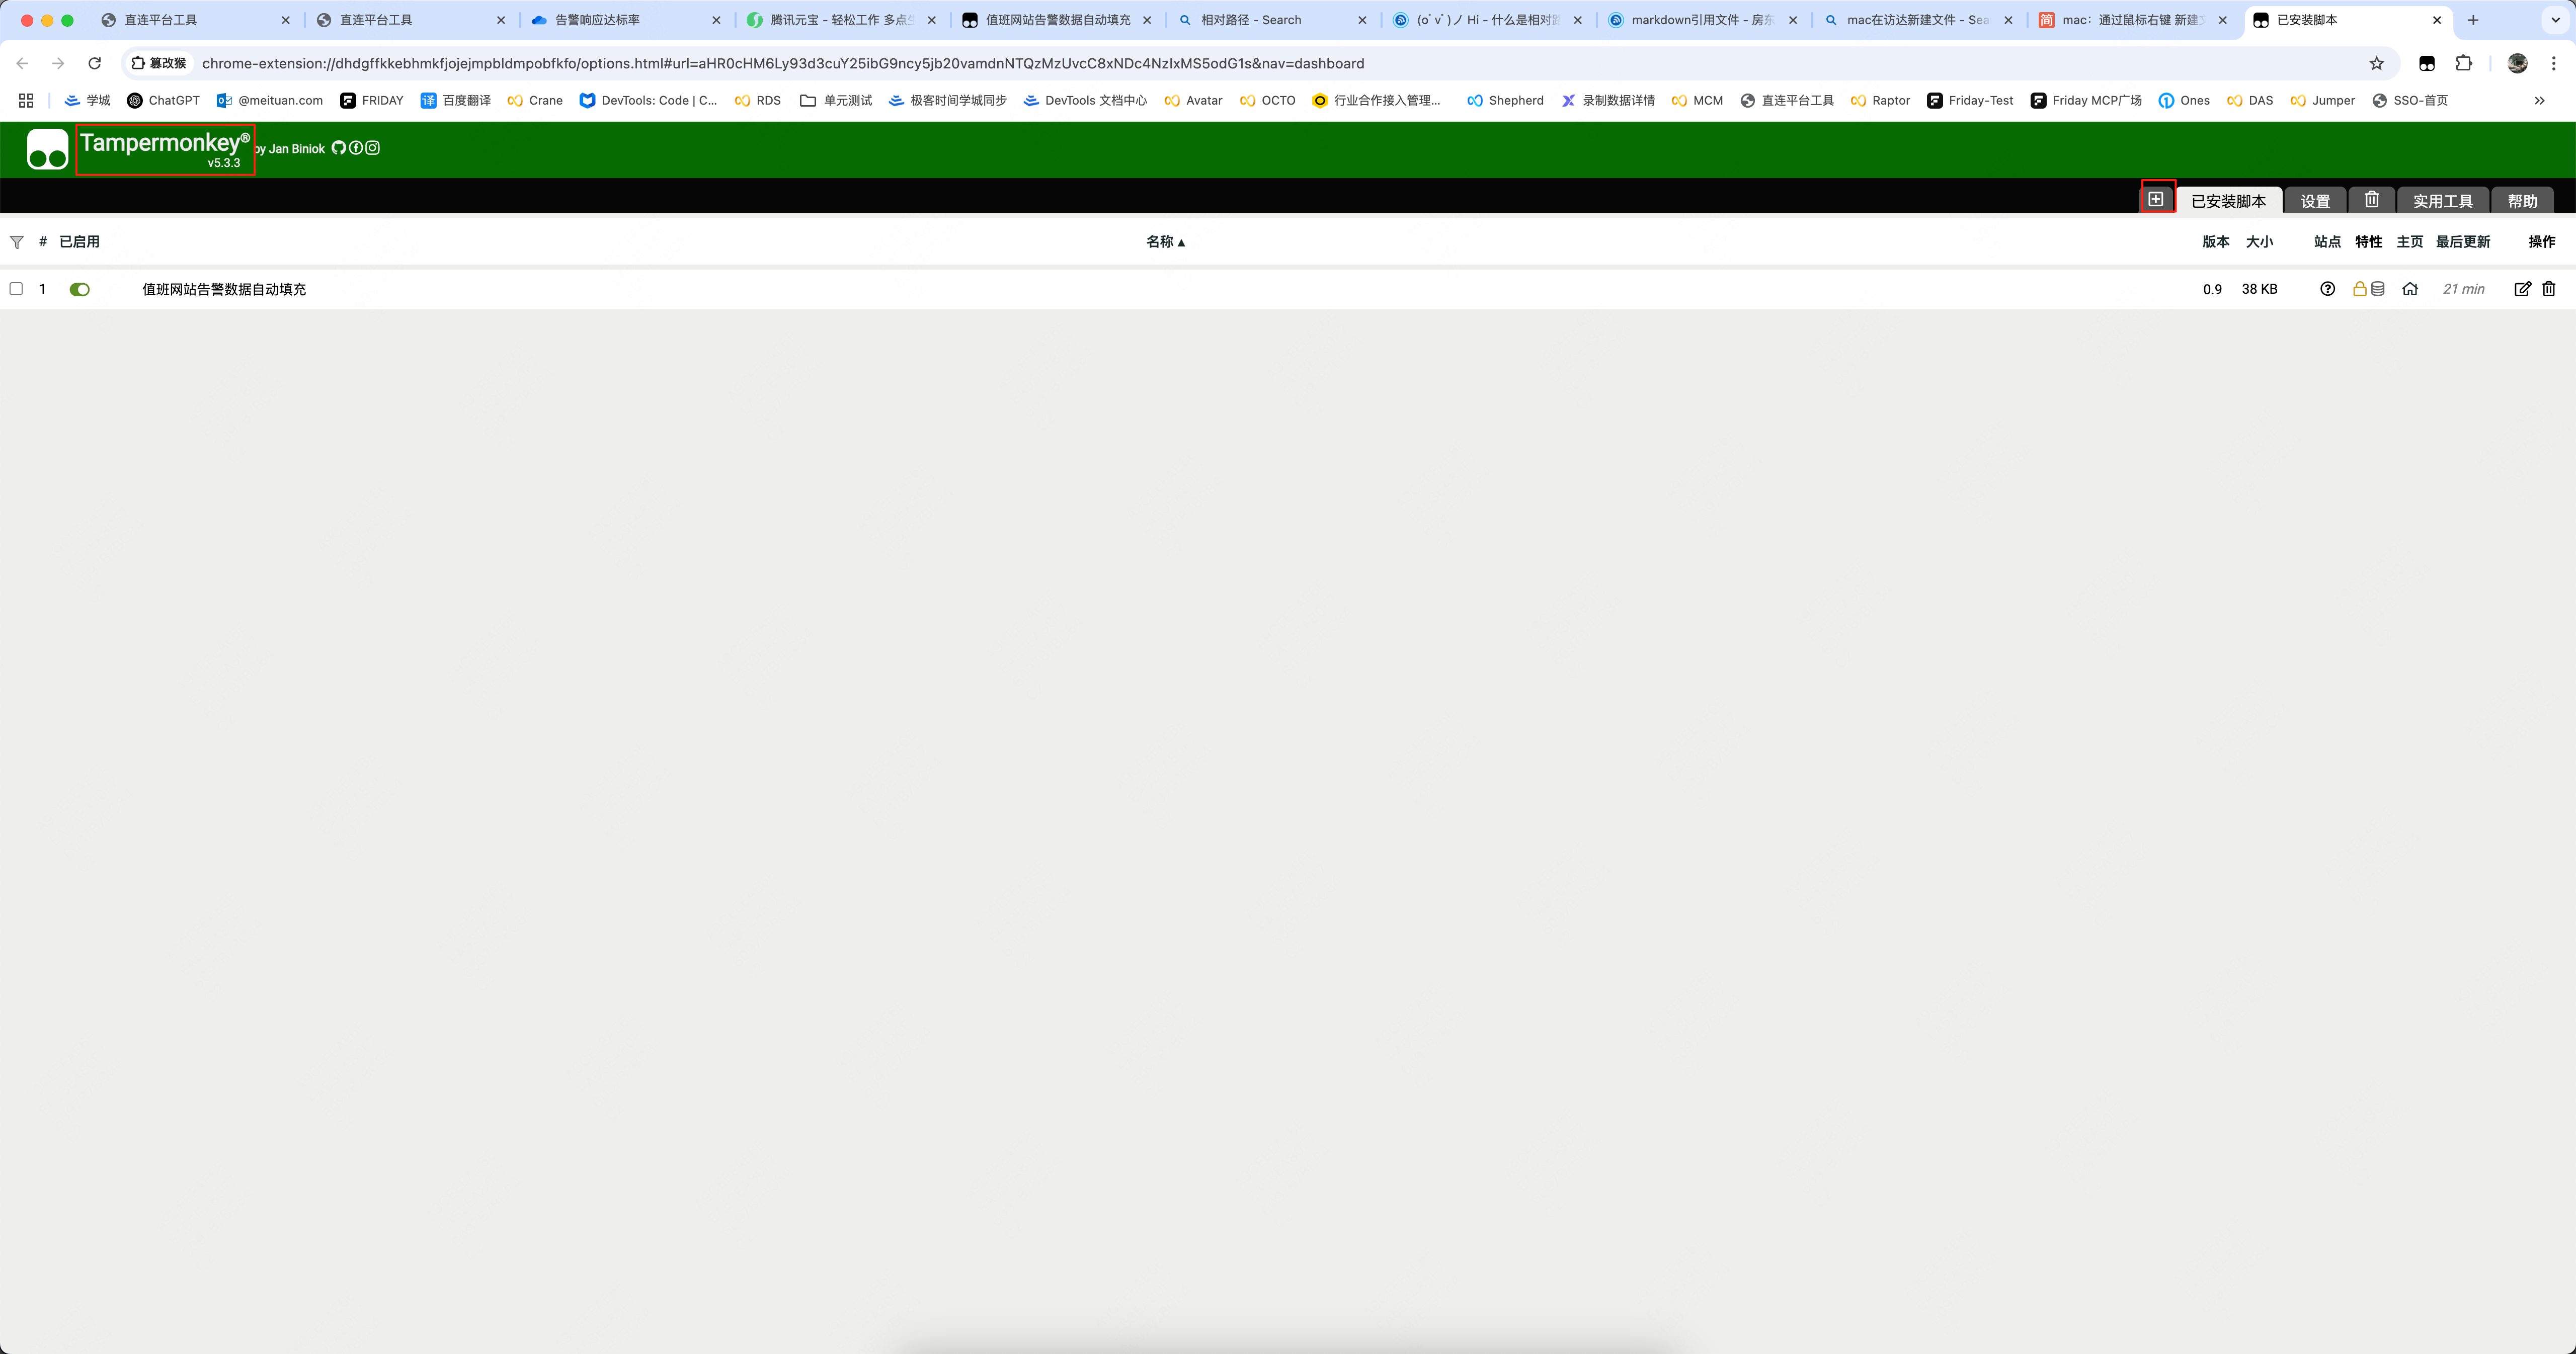 直连平台工具 直连平台工具 告警响应达标率 腾讯元宝 - 轻松工作 多点 值班网站告警数据自动填充 相对路径 - Search (oﾟvﾟ)ノ Hi - 什么是相对 markdown引用文件 - 房东 mac在访达新建文件 - Sea 简 mac：通过鼠标右键 新建 已安装脚本
篡改猴 chrome-extension://dhdgffkkebhmkfjojejmpbldmpobfkfo/options.html#url=aHR0cHM6Ly93d3cuY25ibG9ncy5jb20vamdnNTQzMzUvcC8xNDc4NzIxMS5odG1s&nav=dashboard
学城 ChatGPT @meituan.com FRIDAY 译 百度翻译 Crane DevTools: Code | C... RDS 单元测试 极客时间学城同步 DevTools 文档中心 Avatar OCTO 行业合作接入管理... Shepherd 录制数据详情 MCM 直连平台工具 Raptor Friday-Test Friday MCP广场 Ones DAS Jumper SSO-首页
Tampermonkey® by Jan Biniok
v5.3.3
已安装脚本 设置 实用工具 帮助
# 已启用 名称▲ 版本 大小 站点 特性 主页 最后更新 操作
1 值班网站告警数据自动填充 0.9 38 KB 21 min